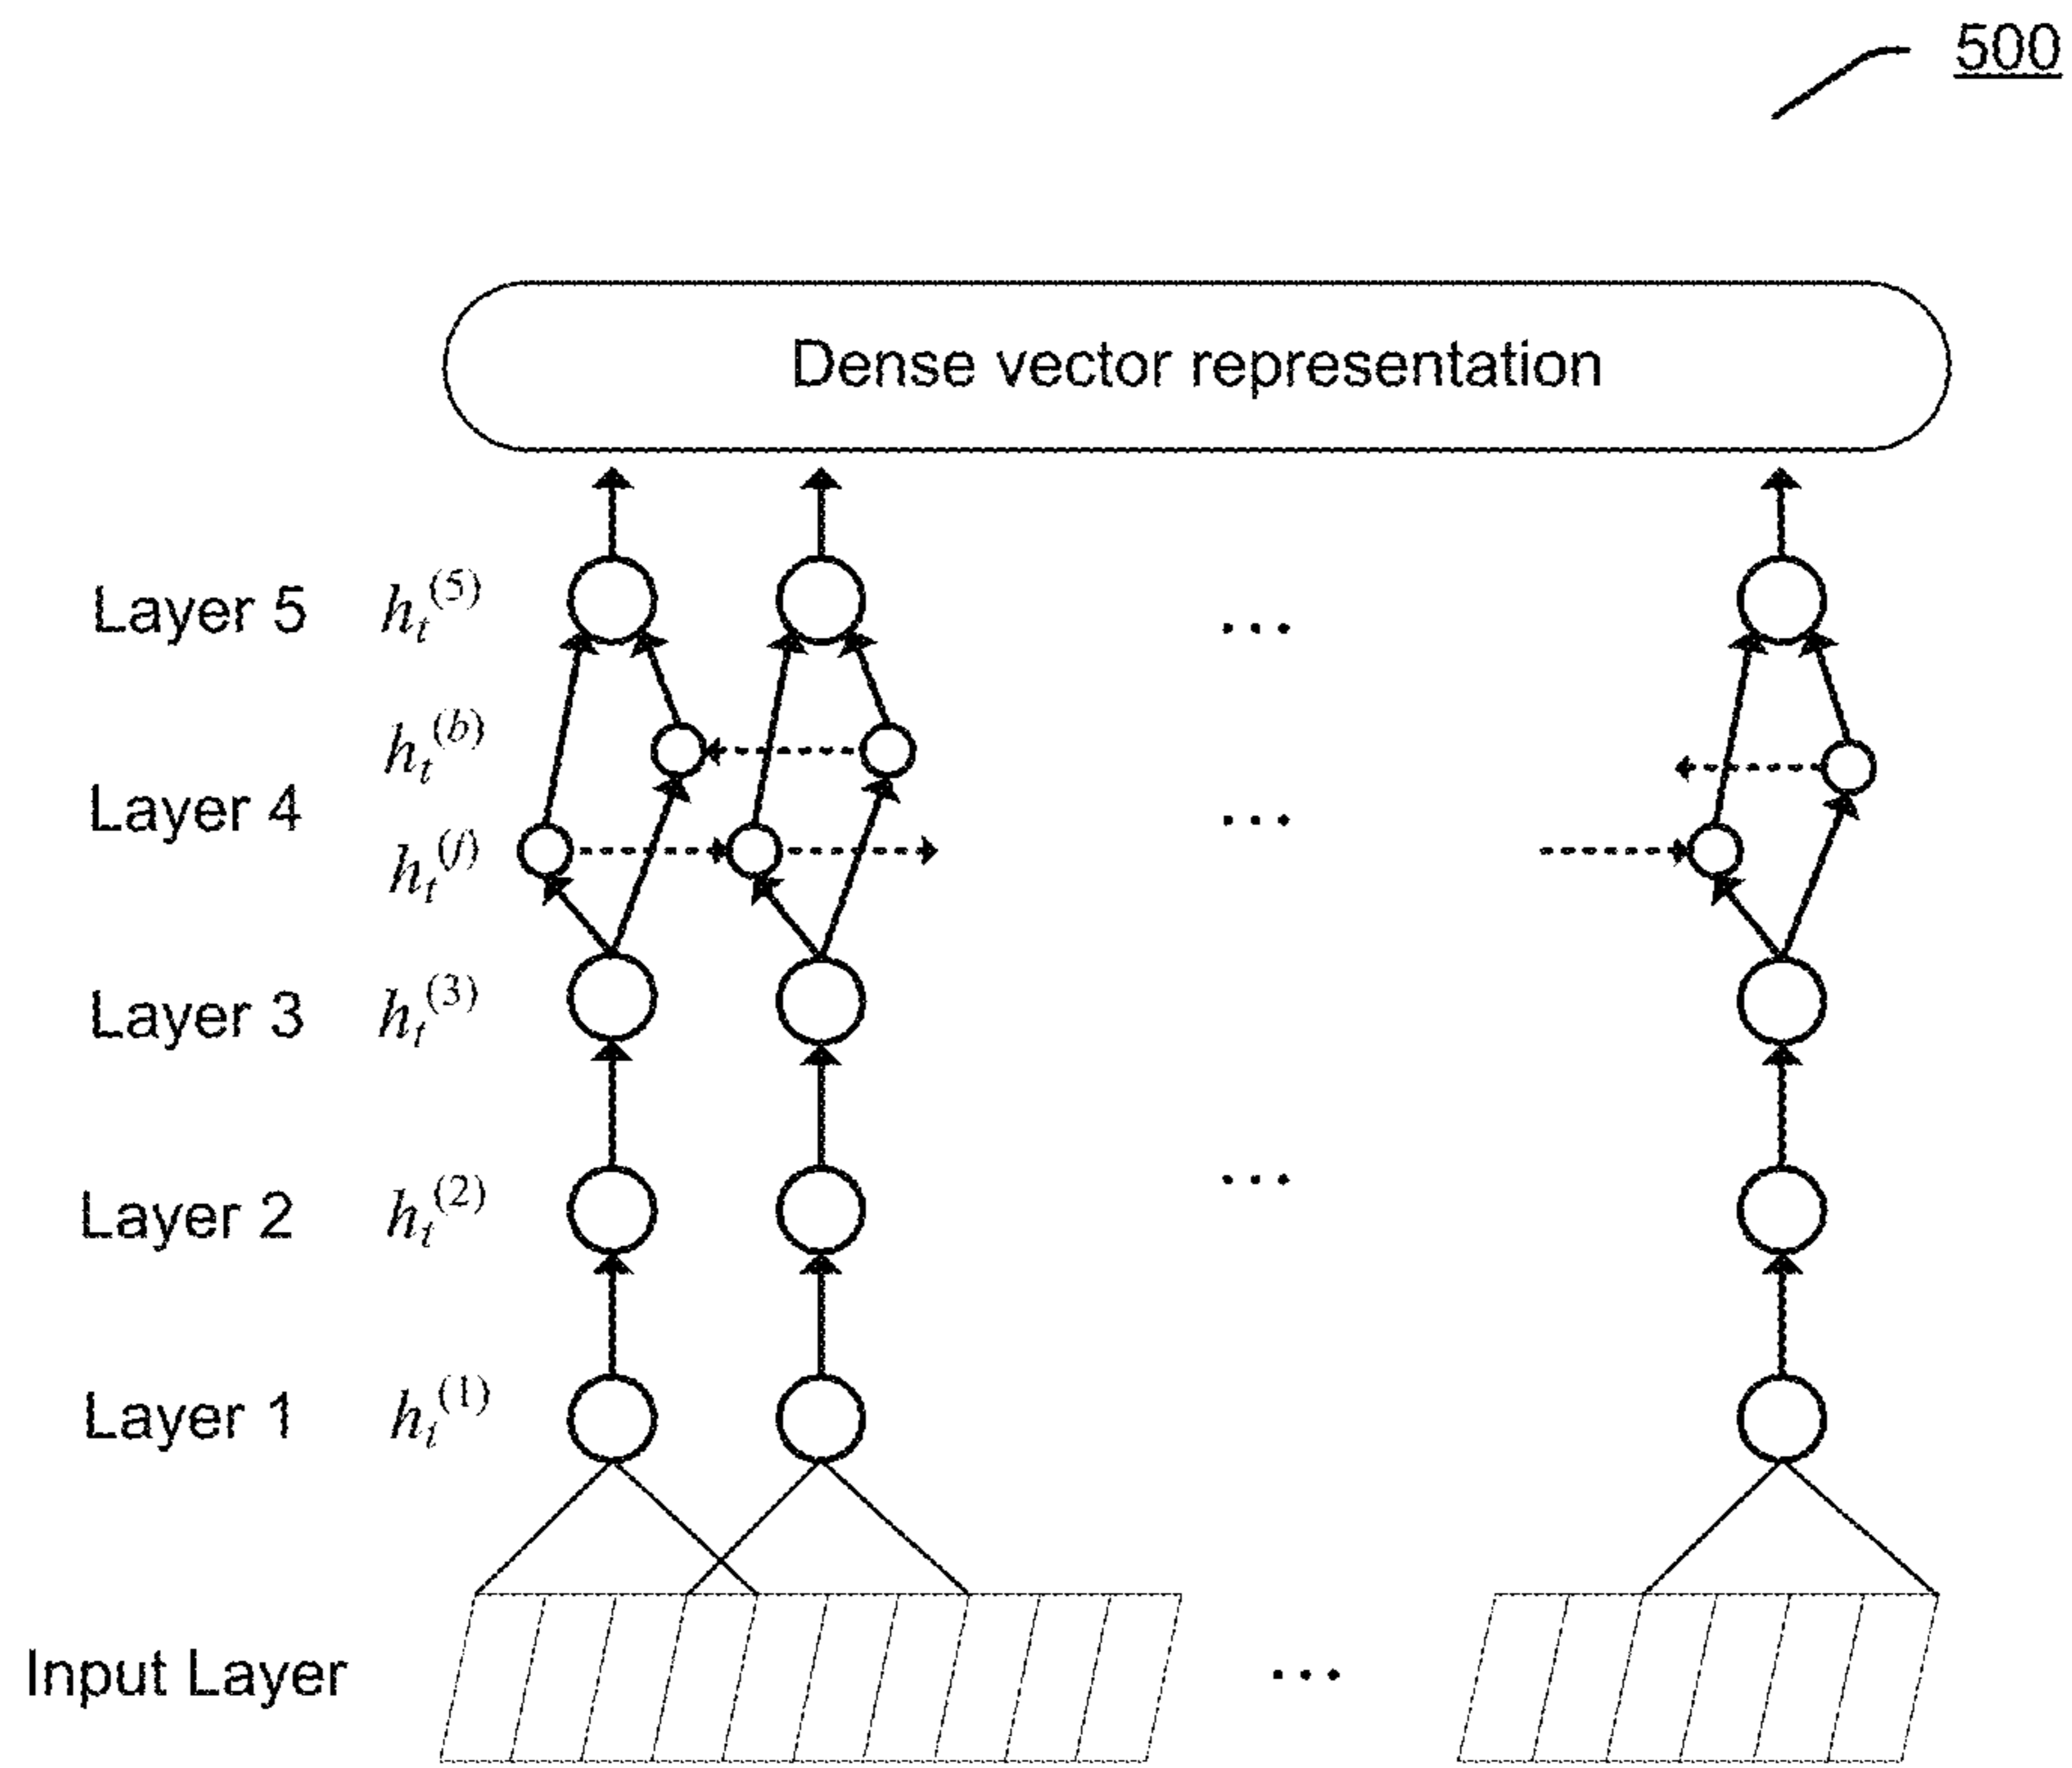 500
Dense vector representation
Layer 5 h_t^(5)
h_t^(b)
Layer 4
h_t^(f)
Layer 3 h_t^(3)
...
Layer 2 h_t^(2)
...
Layer 1 h_t^(1)
Input Layer ...